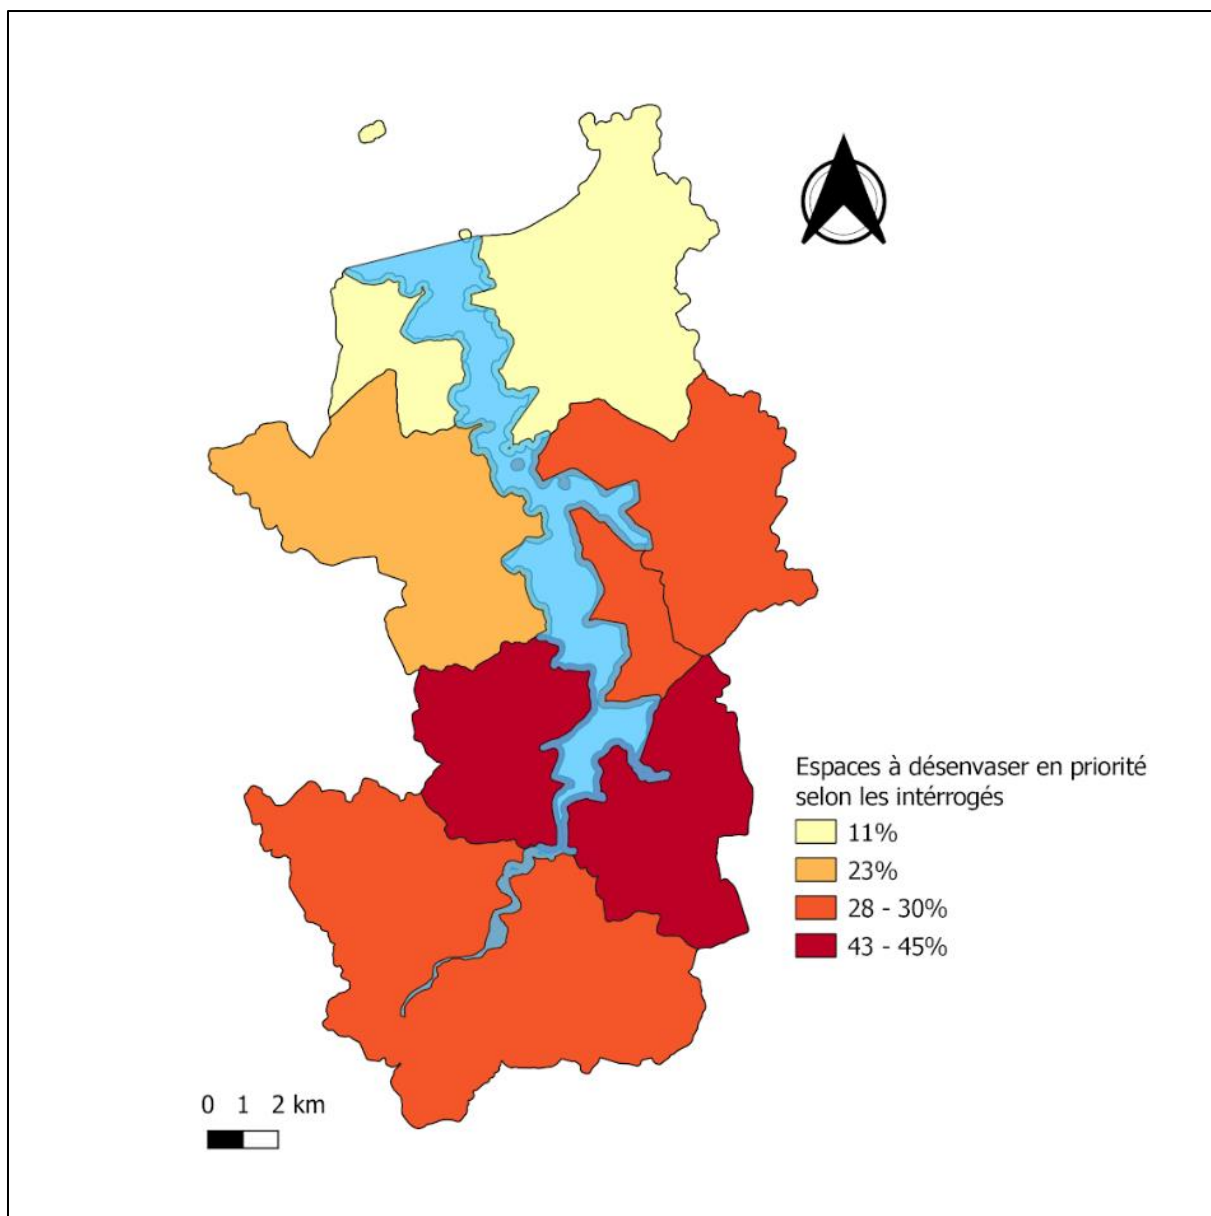 Espaces à désenvaser en priorité
selon les intérrogés
11%
23%
28 - 30%
43 - 45%
0 1 2 km